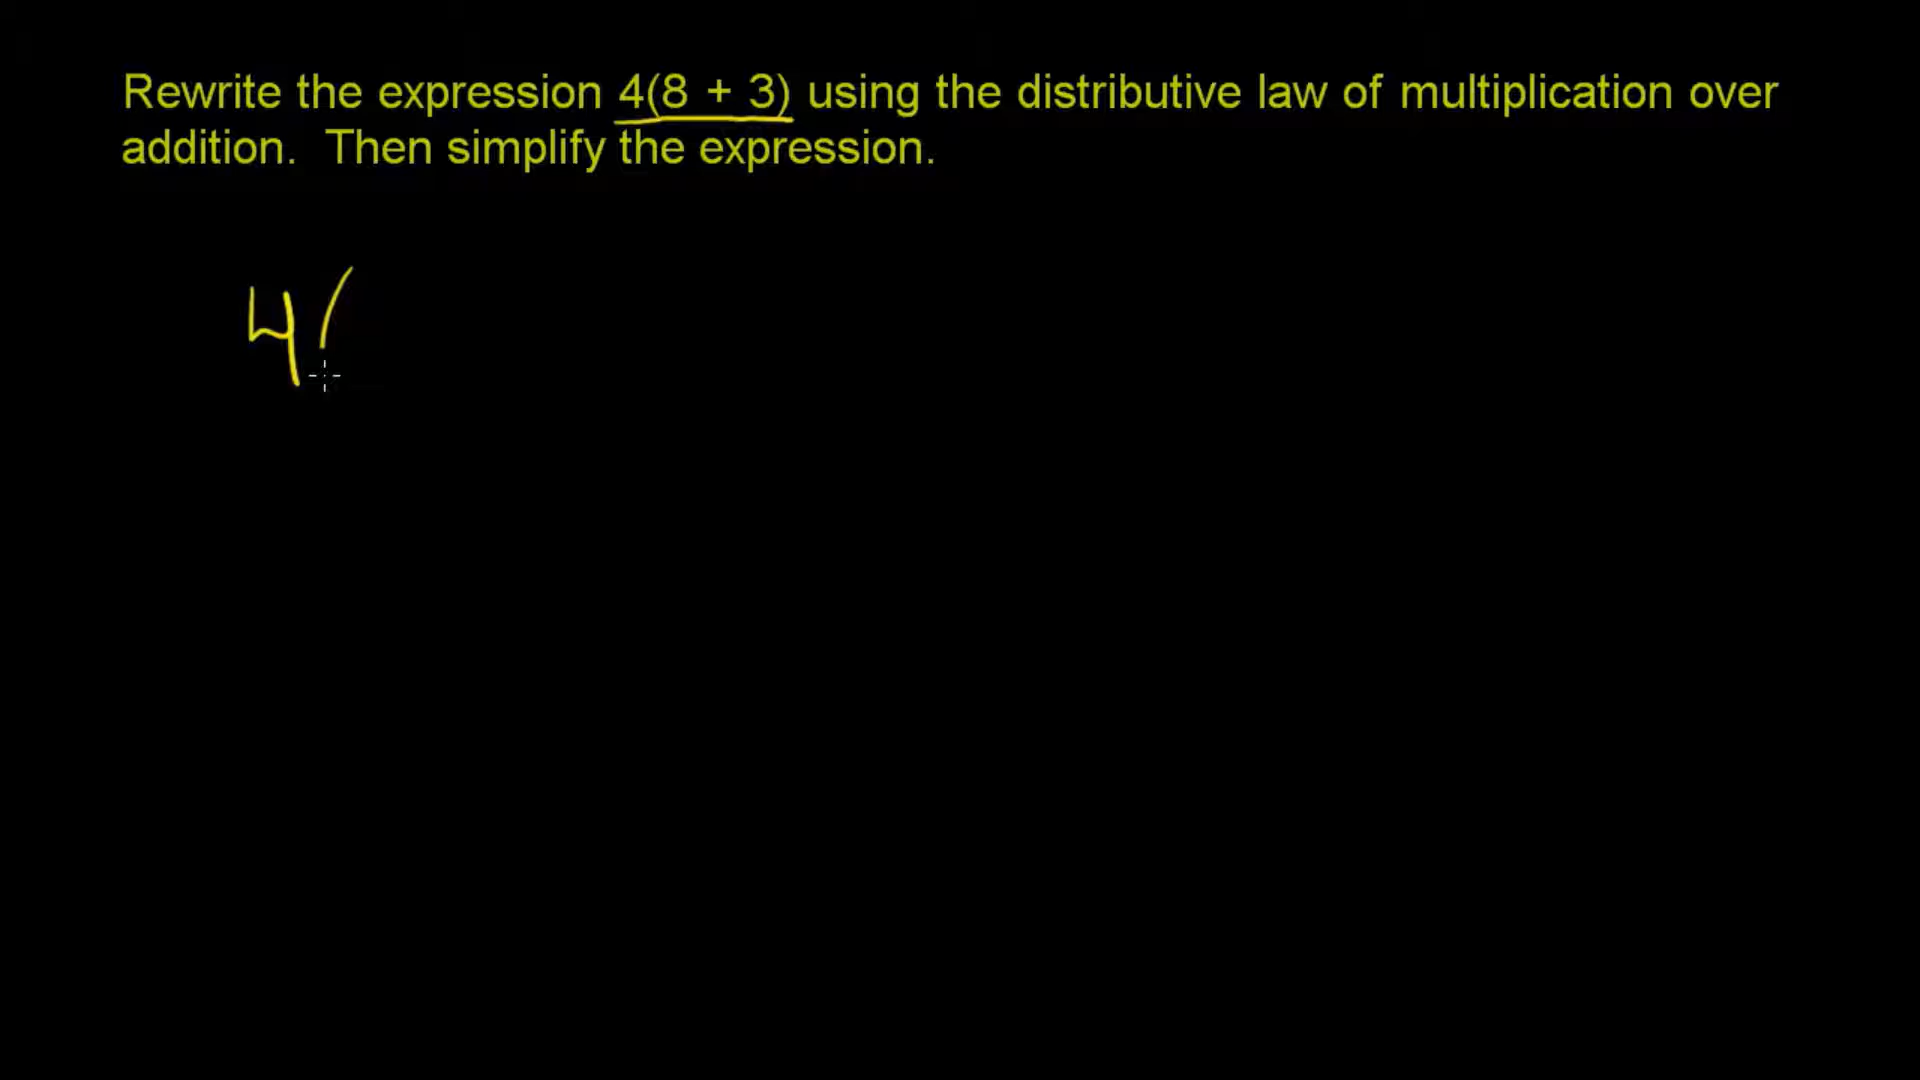 Rewrite the expression 4(8 + 3) using the distributive law of multiplication over
addition.  Then simplify the expression.
4(